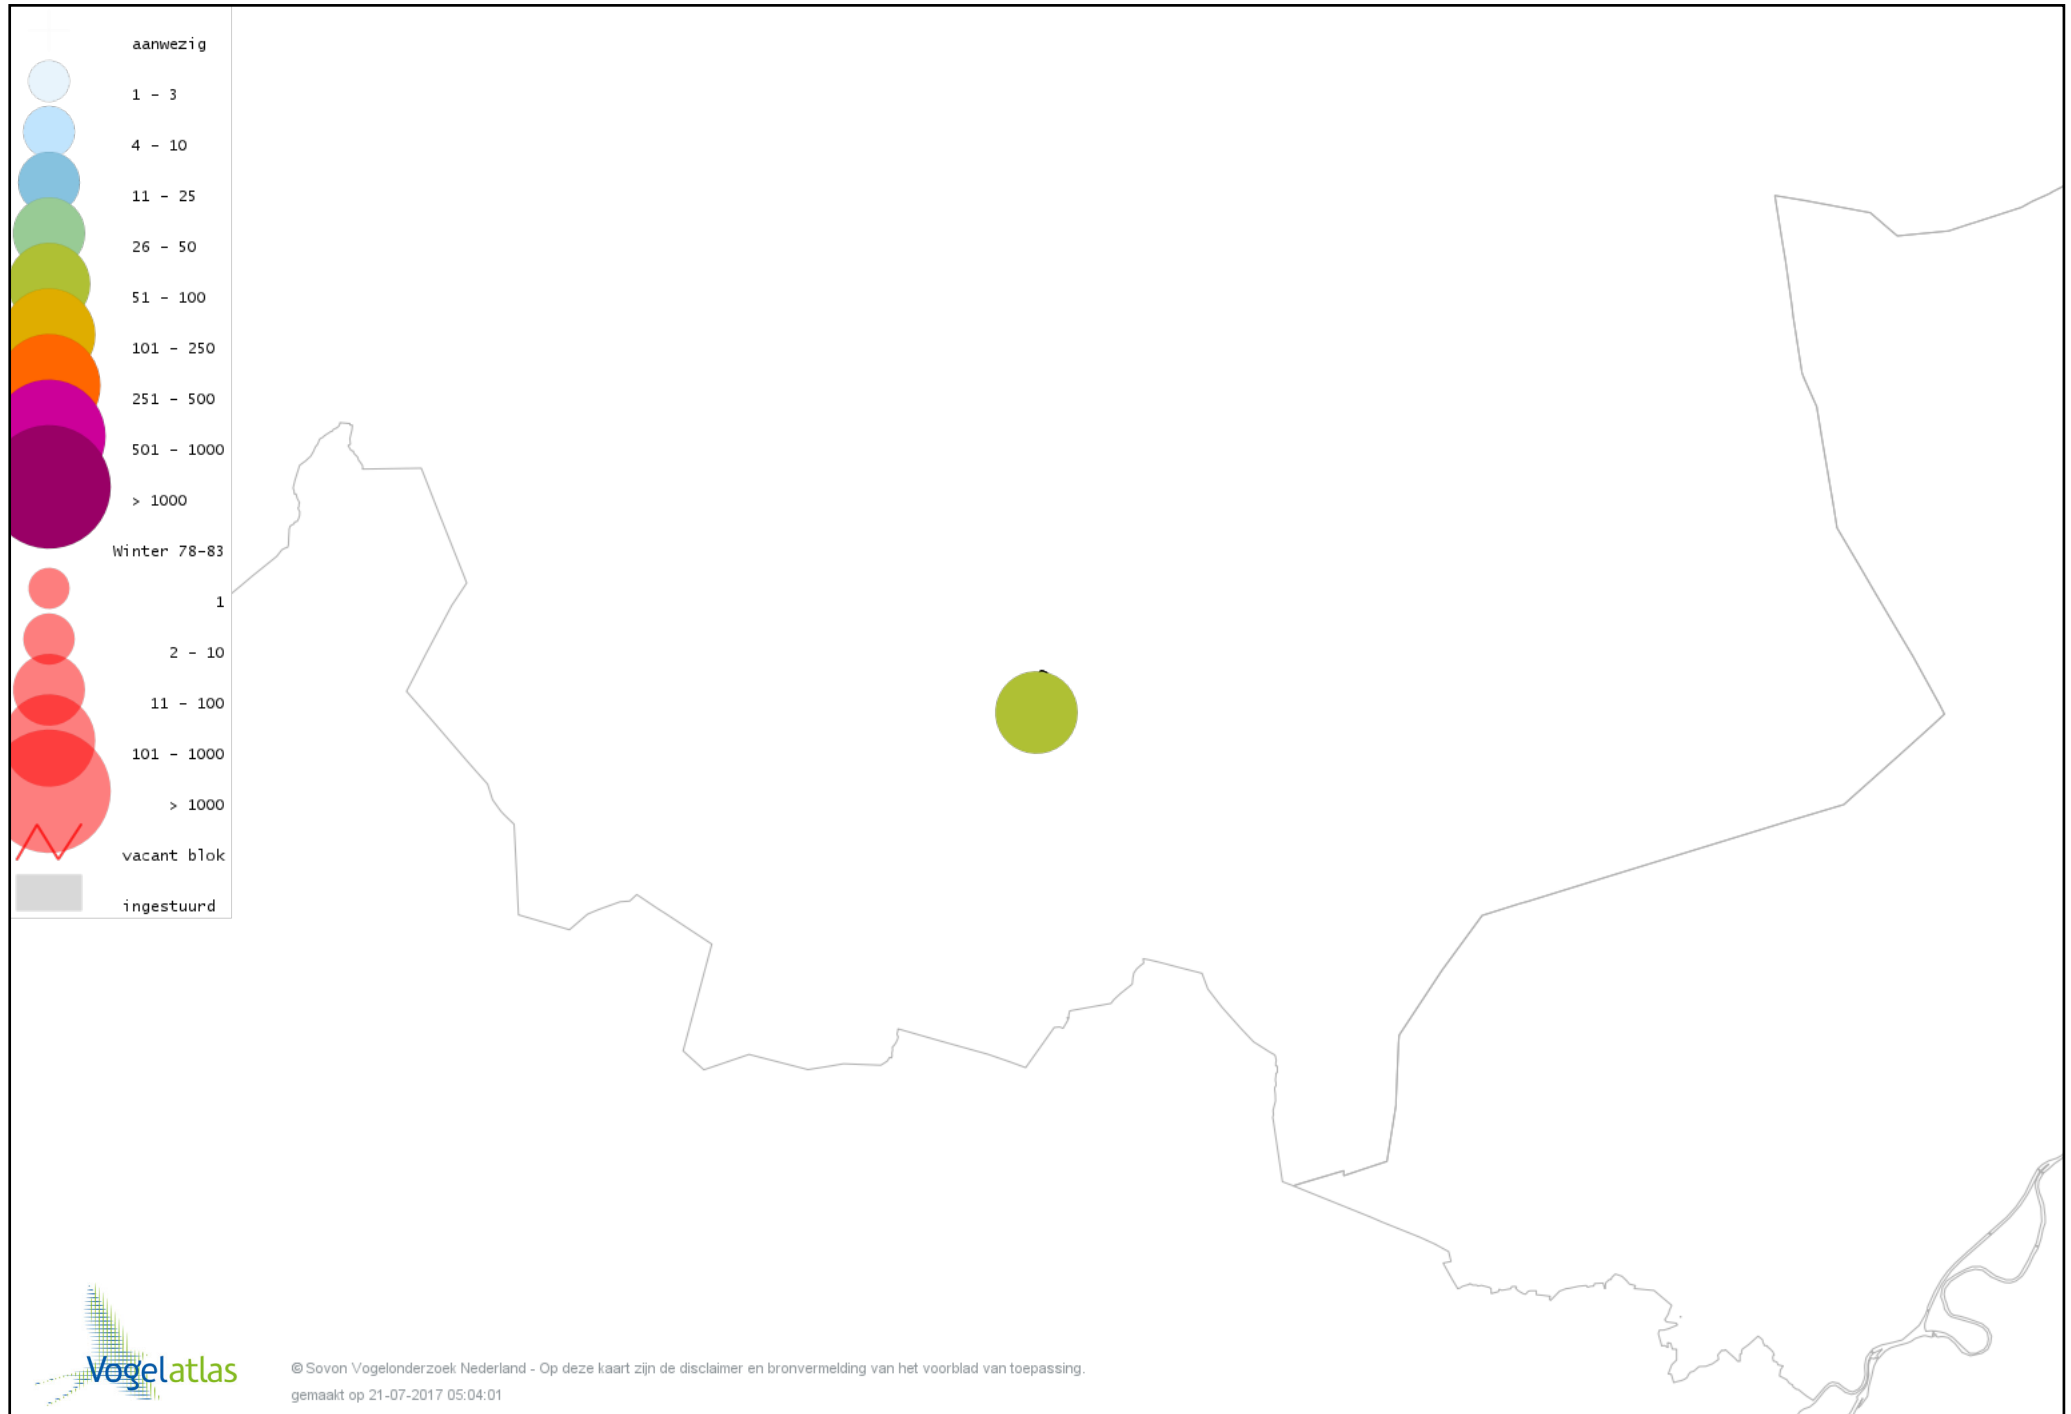 aanwezig
1 - 3
4 - 10
11 - 25
26 - 50
51 - 100
101 - 250
251 - 500
501 - 1000
> 1000
Winter 78-83
1
2 - 10
11 - 100
101 - 1000
> 1000
vacant blok
ingestuurd
Vogelatlas
© Sovon Vogelonderzoek Nederland - Op deze kaart zijn de disclaimer en bronvermelding van het voorblad van toepassing.
gemaakt op 21-07-2017 05:04:01